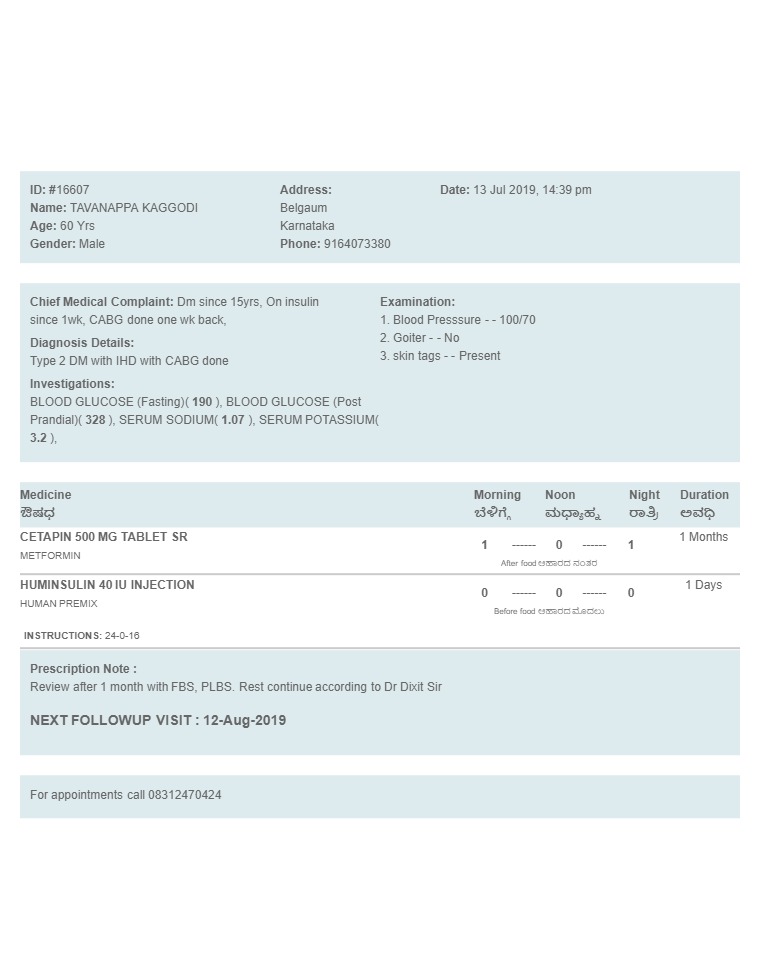 ID: #16607
Name: TAVANAPPA KAGGODI
Age: 60 Yrs
Gender: Male
Address:
Belgaum
Karnataka
Phone: 9164073380
Date: 13 Jul 2019, 14:39 pm
Chief Medical Complaint: Dm since 15yrs, On insulin
since 1wk, CABG done one wk back,
Diagnosis Details:
Type 2 DM with IHD with CABG done
Investigations:
BLOOD GLUCOSE (Fasting)( 190 ), BLOOD GLUCOSE (Post
Prandial)( 328 ), SERUM SODIUM( 1.07 ), SERUM POTASSIUM(
3.2 ),
Examination:
1. Blood Presssure - - 100/70
2. Goiter - - No
3. skin tags - - Present
Medicine Morning Noon Night Duration
ಔಷಧ ಬೆಳಿಗ್ಗೆ ಮಧ್ಯಾಹ್ನ ರಾತ್ರಿ ಅವಧಿ
CETAPIN 500 MG TABLET SR 1 ------ 0 ------ 1 1 Months
METFORMIN
After food ಆಹಾರದ ನಂತರ
HUMINSULIN 40 IU INJECTION 0 ------ 0 ------ 0 1 Days
HUMAN PREMIX
Before food ಆಹಾರದ ಮೊದಲು
INSTRUCTIONS: 24-0-16
Prescription Note :
Review after 1 month with FBS, PLBS. Rest continue according to Dr Dixit Sir
NEXT FOLLOWUP VISIT : 12-Aug-2019
For appointments call 08312470424